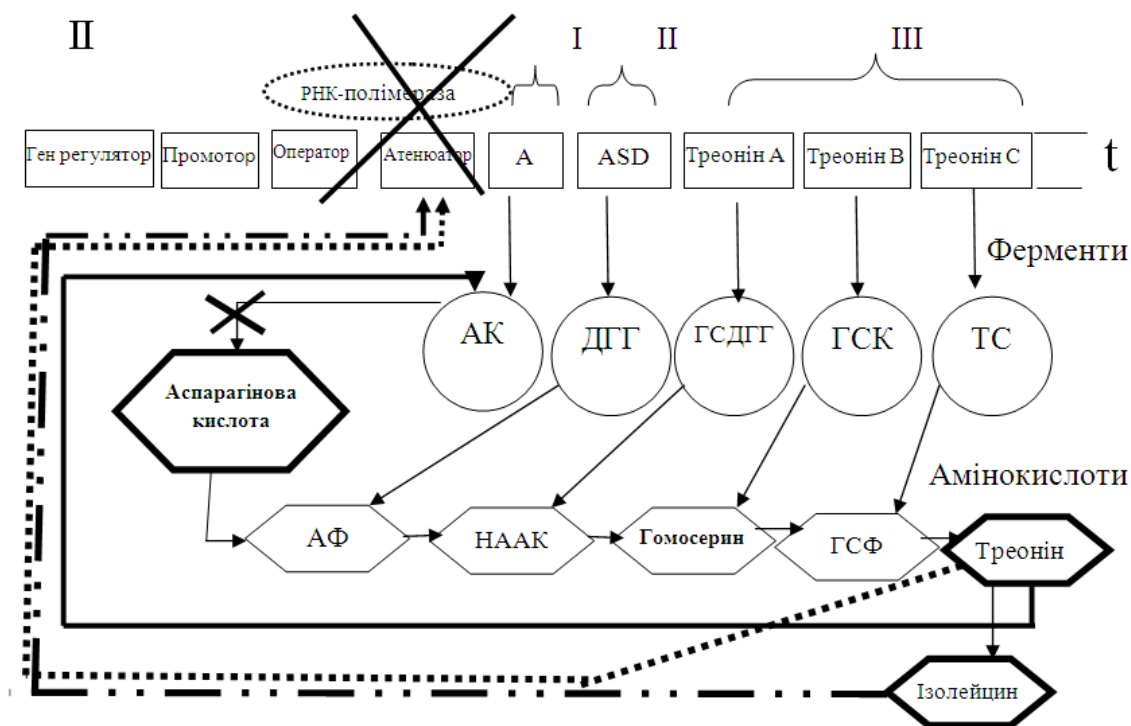 II
I
II
III
РНК-полімераза
Ген регулятор
Промотор
Оператор
Атенюатор
А
ASD
Треонін А
Треонін В
Треонін С
t
Ферменти
АК
ДГГ
ГСДГГ
ГСК
ТС
Аспарагінова
кислота
Амінокислоти
АФ
НААК
Гомосерин
ГСФ
Треонін
Ізолейцин